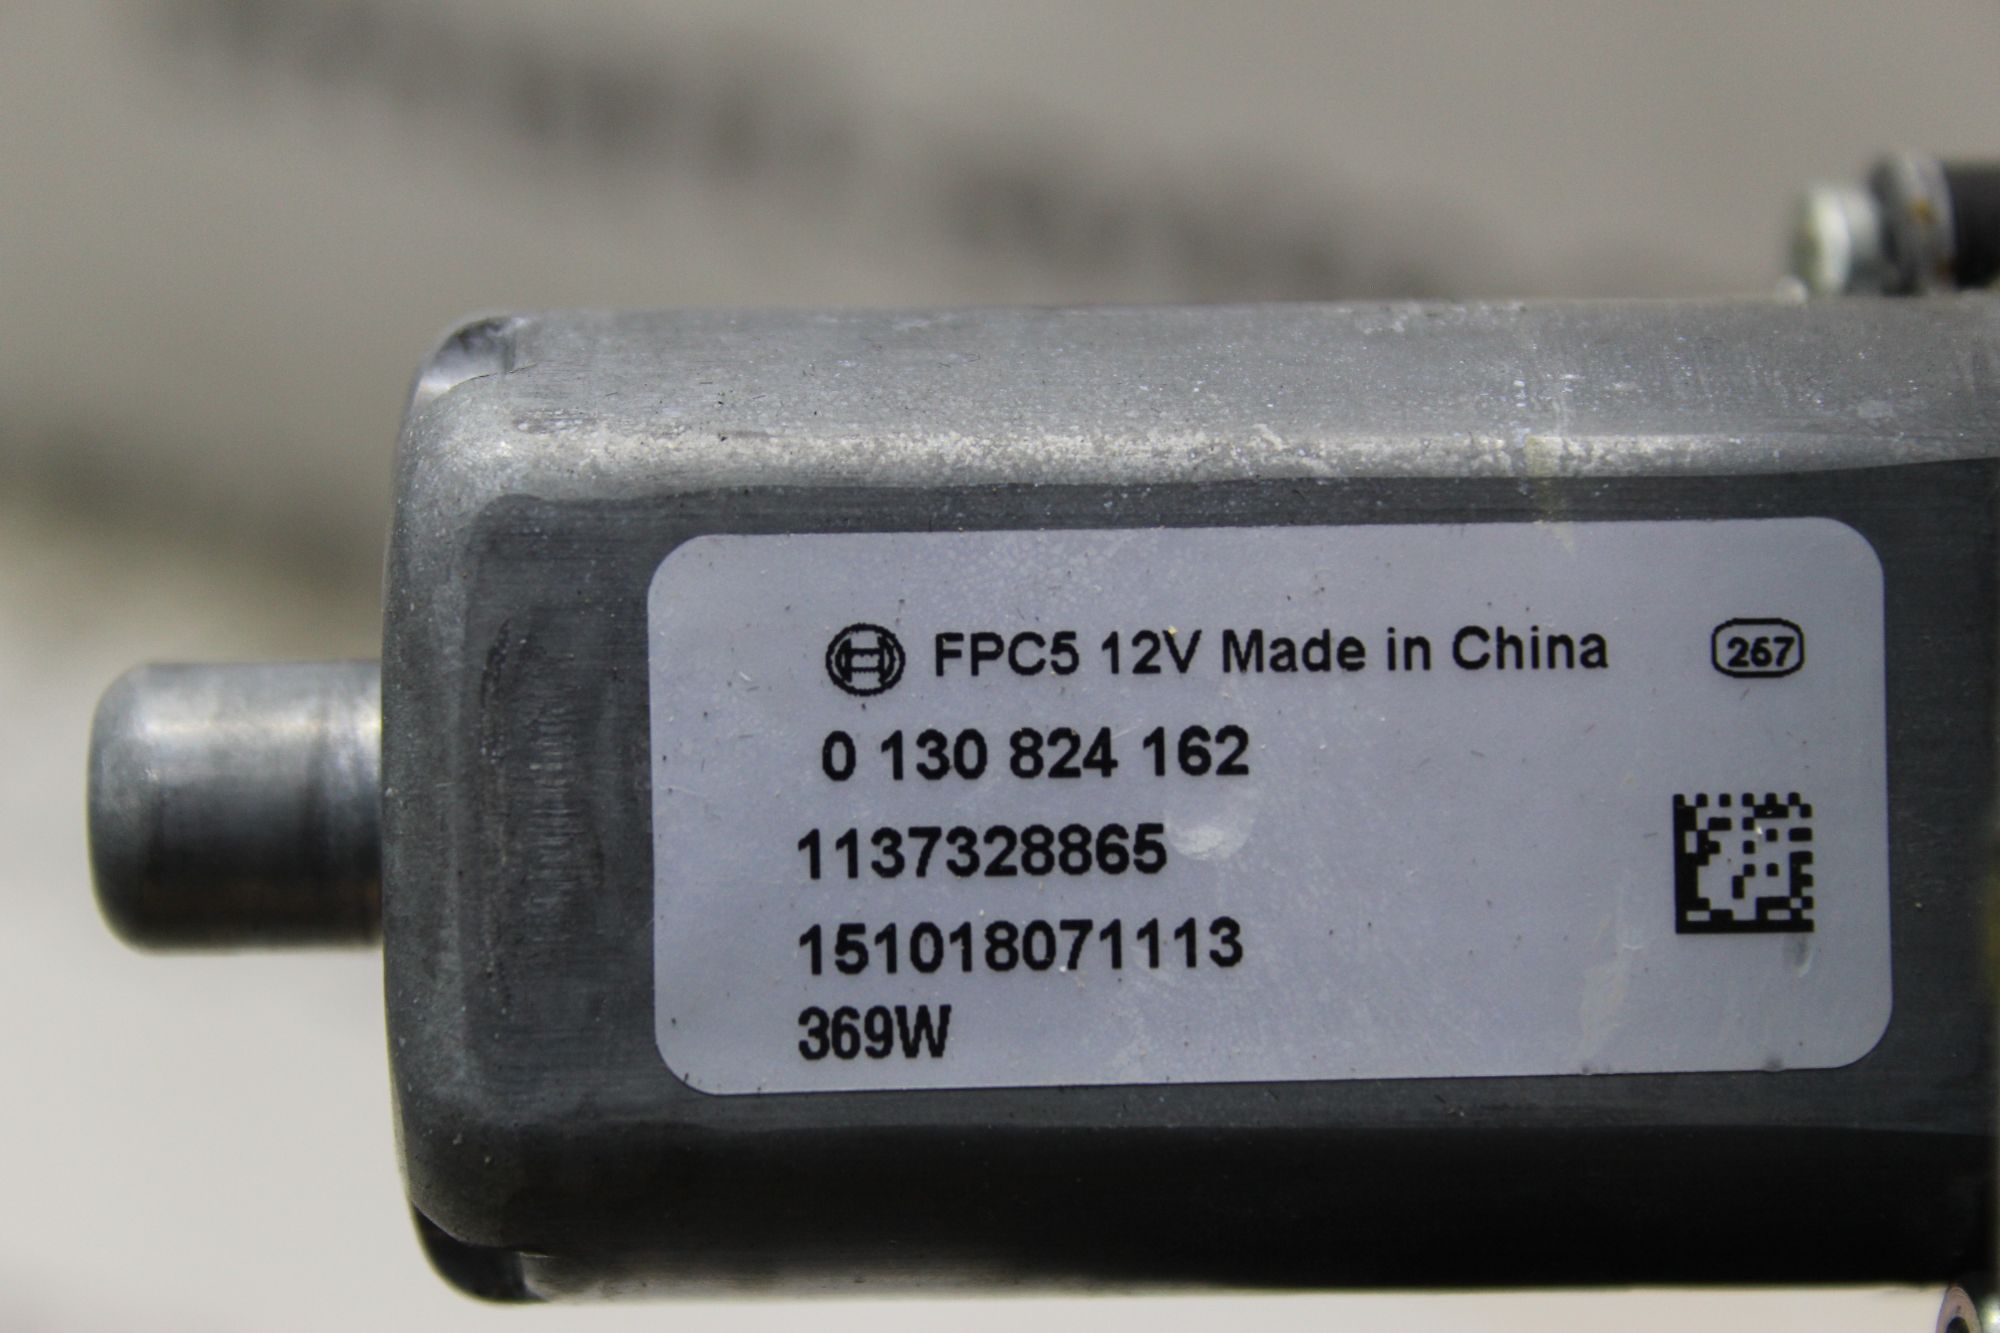 FPC5 12V Made in China 267
0 130 824 162
1137328865
151018071113
369W